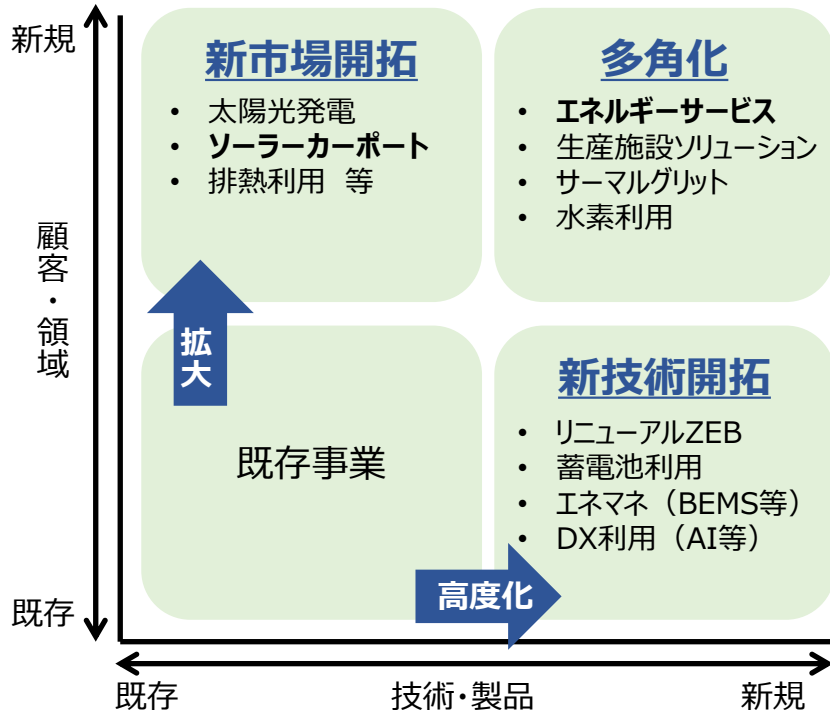 新規
顧客・領域
既存
新市場開拓
• 太陽光発電
• ソーラーカーポート
• 排熱利用 等
多角化
• エネルギーサービス
• 生産施設ソリューション
• サーマルグリット
• 水素利用
拡大
既存事業
新技術開拓
• リニューアルZEB
• 蓄電池利用
• エネマネ（BEMS等）
• DX利用（AI等）
高度化
既存
技術・製品
新規